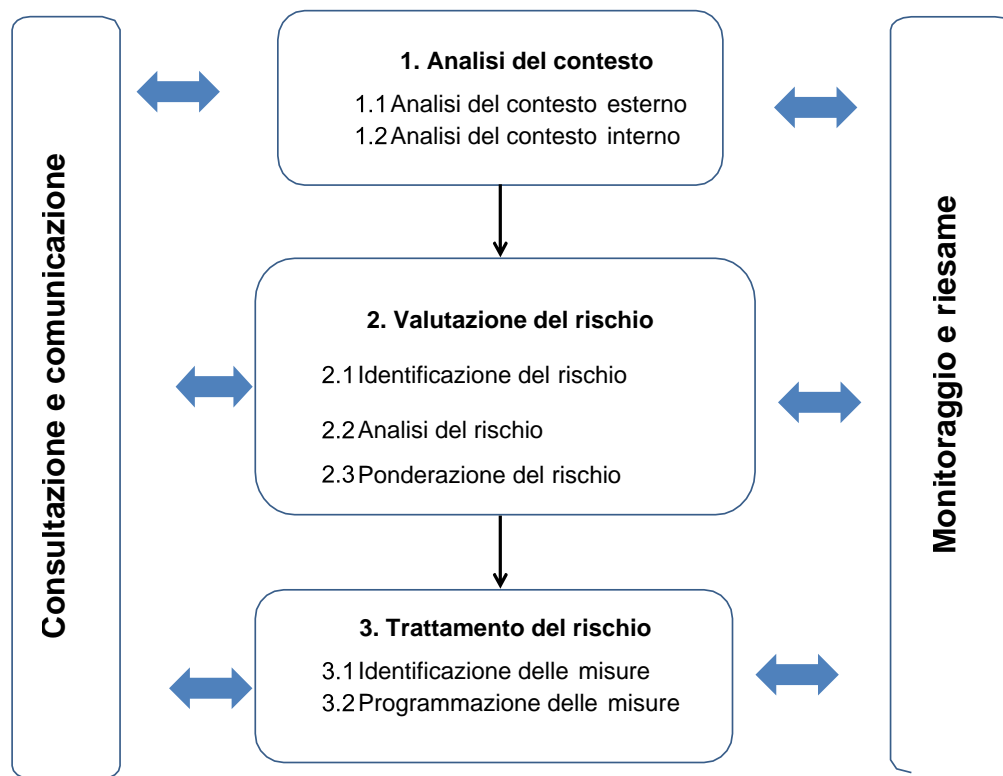 Consultazione e comunicazione
1. Analisi del contesto
1.1 Analisi del contesto esterno
1.2 Analisi del contesto interno
2. Valutazione del rischio
2.1 Identificazione del rischio
2.2 Analisi del rischio
2.3 Ponderazione del rischio
3. Trattamento del rischio
3.1 Identificazione delle misure
3.2 Programmazione delle misure
Monitoraggio e riesame